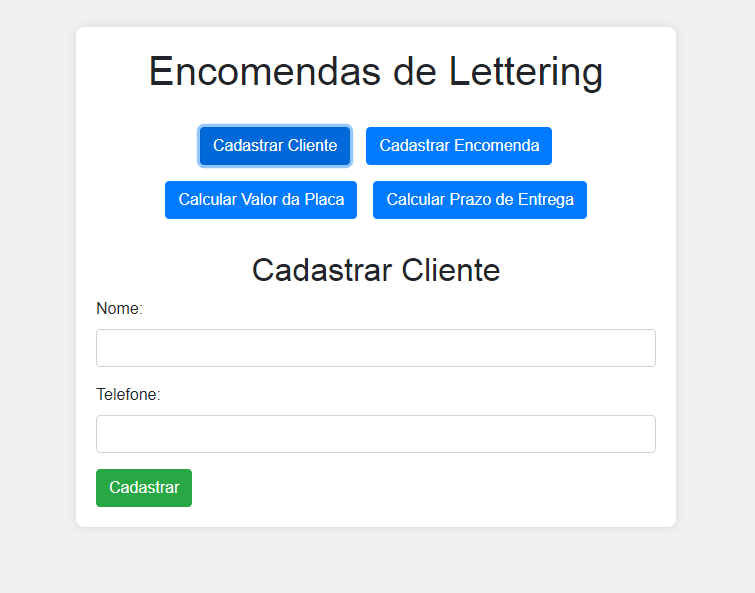 Encomendas de Lettering
Cadastrar Cliente Cadastrar Encomenda
Calcular Valor da Placa Calcular Prazo de Entrega
Cadastrar Cliente
Nome:
Telefone:
Cadastrar